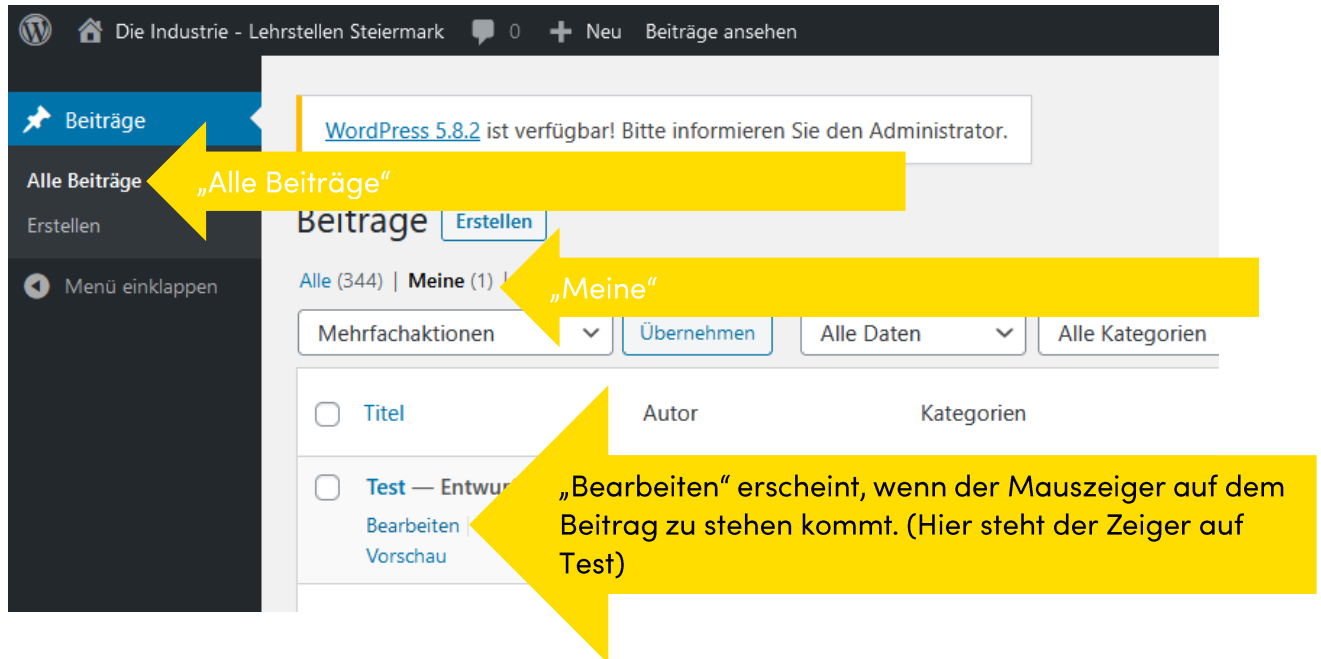 Die Industrie - Lehrstellen Steiermark 0 Neu Beiträge ansehen
Beiträge
WordPress 5.8.2 ist verfügbar! Bitte informieren Sie den Administrator.
Alle Beiträge
„Alle Beiträge“
Erstellen
Beiträge Erstellen
Menü einklappen
Alle (344) | Meine (1) |
„Meine“
Mehrfachaktionen Übernehmen Alle Daten Alle Kategorien
Titel Autor Kategorien
Test — Entwurf
Bearbeiten |
Vorschau
„Bearbeiten“ erscheint, wenn der Mauszeiger auf dem
Beitrag zu stehen kommt. (Hier steht der Zeiger auf
Test)